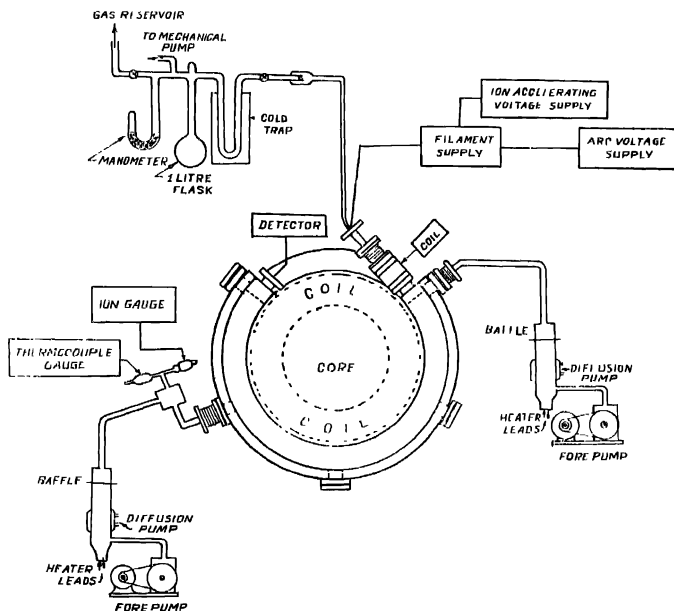 GAS RESERVOIR
TO MECHANICAL
PUMP
COLD
TRAP
MANOMETER
1 LITRE
FLASK
ION ACCELERATING
VOLTAGE SUPPLY
FILAMENT
SUPPLY
ARC VOLTAGE
SUPPLY
DETECTOR
COIL
COIL
ION GAUGE
THERMOCOUPLE
GAUGE
CORE
COIL
BAFFLE
DIFFUSION
PUMP
HEATER
LEADS
FORE PUMP
BAFFLE
DIFFUSION
PUMP
HEATER
LEADS
FORE PUMP